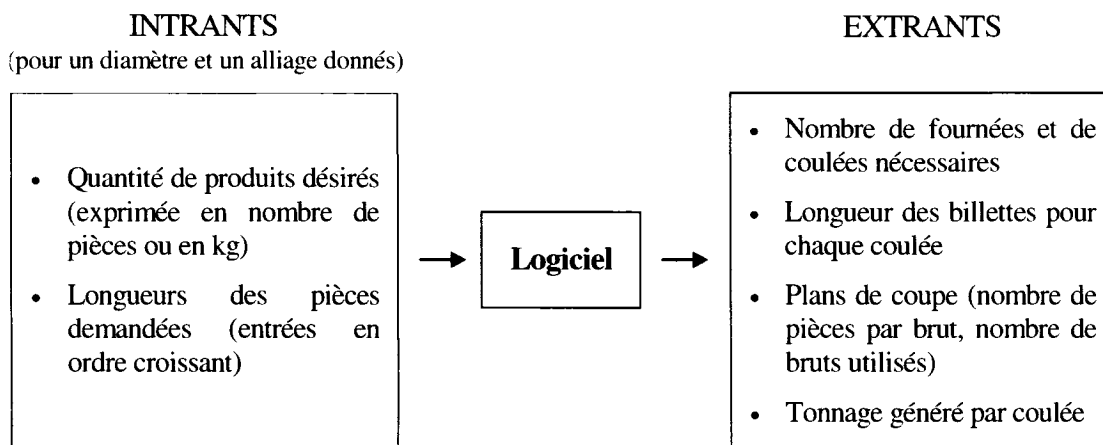 INTRANTS
(pour un diamètre et un alliage donnés)
• Quantité de produits désirés
(exprimée en nombre de
pièces ou en kg)
• Longueurs des pièces
demandées (entrées en
ordre croissant)
Logiciel
EXTRANTS
• Nombre de fournées et de
coulées nécessaires
• Longueur des billettes pour
chaque coulée
• Plans de coupe (nombre de
pièces par brut, nombre de
bruts utilisés)
• Tonnage généré par coulée